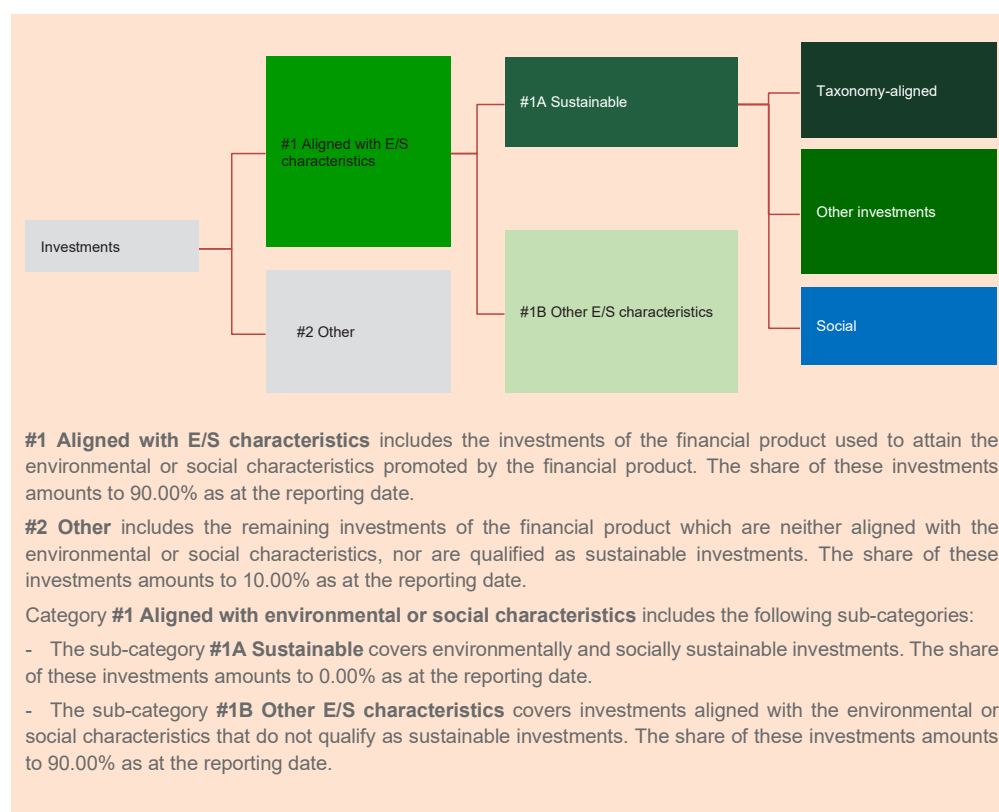 Taxonomy-aligned
#1A Sustainable
#1 Aligned with E/S
characteristics
Other investments
Investments
#1B Other E/S characteristics
Social
#2 Other
#1 Aligned with E/S characteristics includes the investments of the financial product used to attain the
environmental or social characteristics promoted by the financial product. The share of these investments
amounts to 90.00% as at the reporting date.
#2 Other includes the remaining investments of the financial product which are neither aligned with the
environmental or social characteristics, nor are qualified as sustainable investments. The share of these
investments amounts to 10.00% as at the reporting date.
Category #1 Aligned with environmental or social characteristics includes the following sub-categories:
- The sub-category #1A Sustainable covers environmentally and socially sustainable investments. The share
of these investments amounts to 0.00% as at the reporting date.
- The sub-category #1B Other E/S characteristics covers investments aligned with the environmental or
social characteristics that do not qualify as sustainable investments. The share of these investments amounts
to 90.00% as at the reporting date.